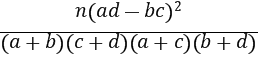 n(ad − bc)²
(a + b)(c + d)(a + c)(b + d)